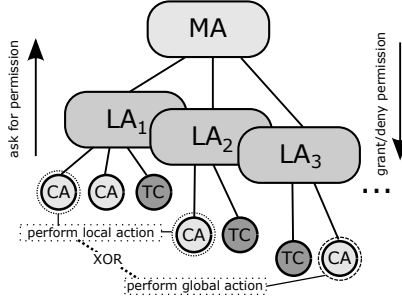 MA
ask for permission
grant/deny permission
LA1
LA2
LA3
...
CA
CA
TC
CA
TC
TC
CA
perform local action
XOR
perform global action